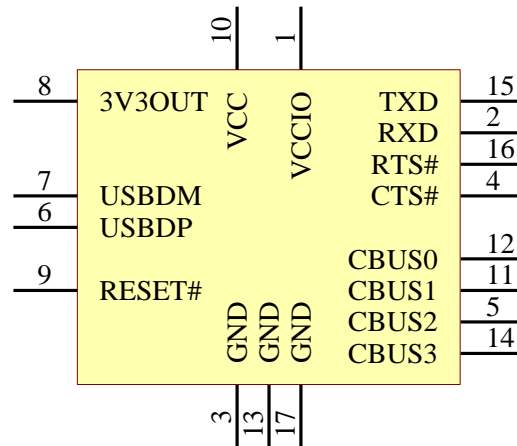 10 1
8 3V3OUT VCC VCCIO TXD 15
RXD 2
RTS# 16
7 USBDM CTS# 4
6 USBDP
CBUS0 12
9 RESET# CBUS1 11
GND GND GND CBUS2 5
CBUS3 14
3 13 17